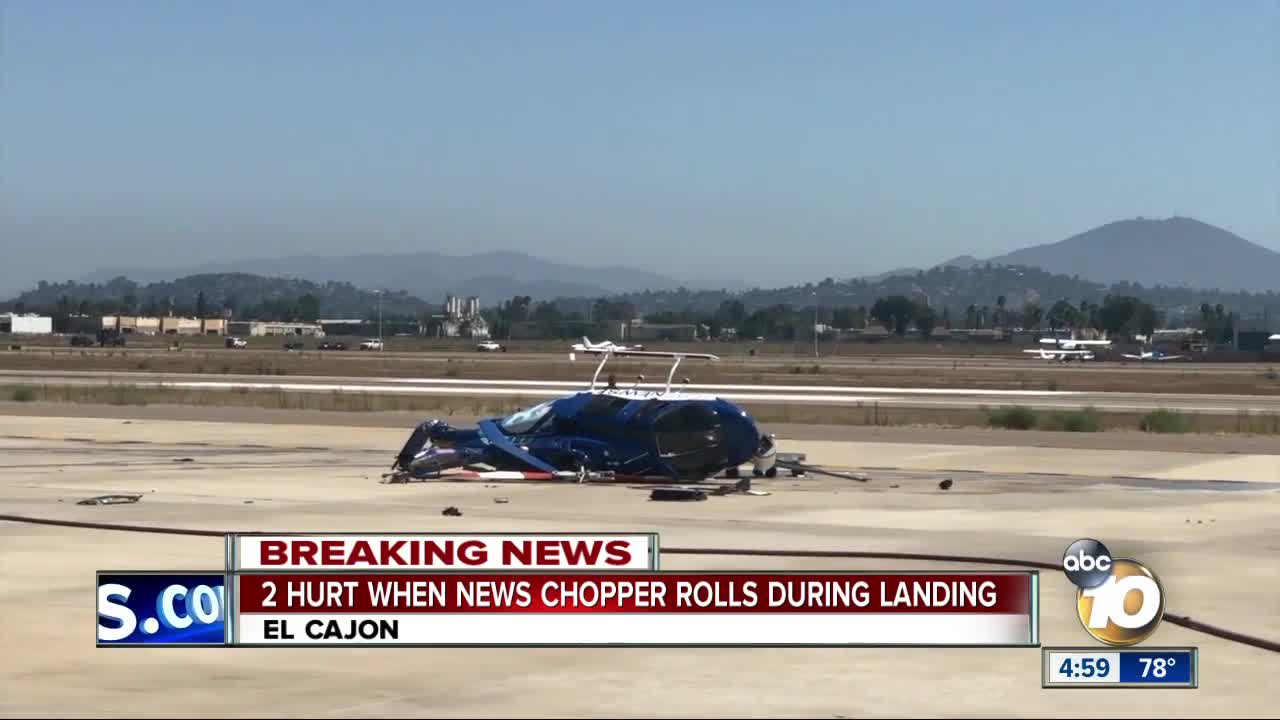 BREAKING NEWS
S.CO
2 HURT WHEN NEWS CHOPPER ROLLS DURING LANDING
EL CAJON
abc
10
4:59 78°